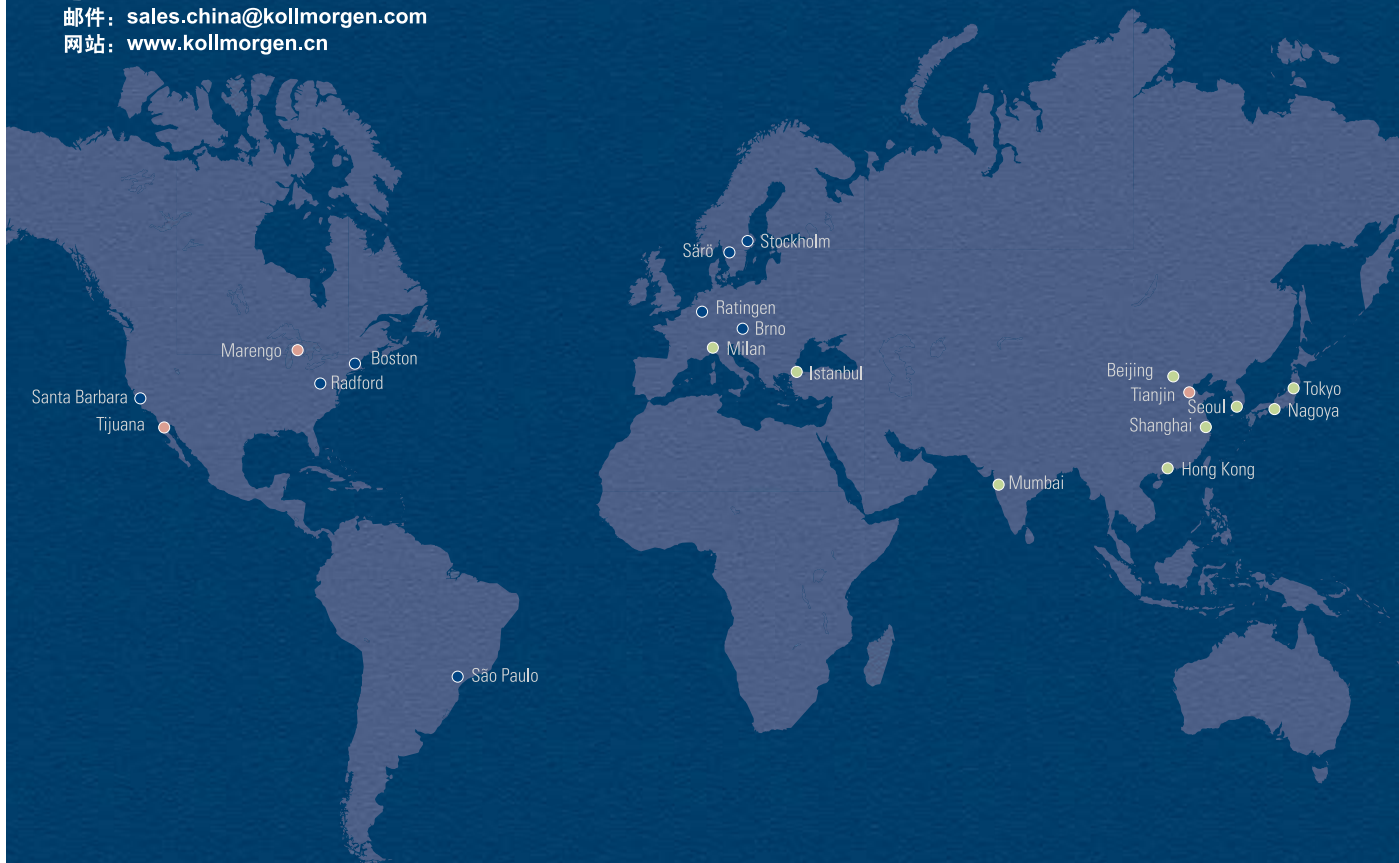 邮件：sales.china@kollmorgen.com
网站：www.kollmorgen.cn
Särö
Stockholm
Ratingen
Brno
Milan
Istanbul
Marengo
Boston
Radford
Santa Barbara
Tijuana
Beijing
Tianjin
Seoul
Tokyo
Nagoya
Shanghai
Hong Kong
Mumbai
São Paulo